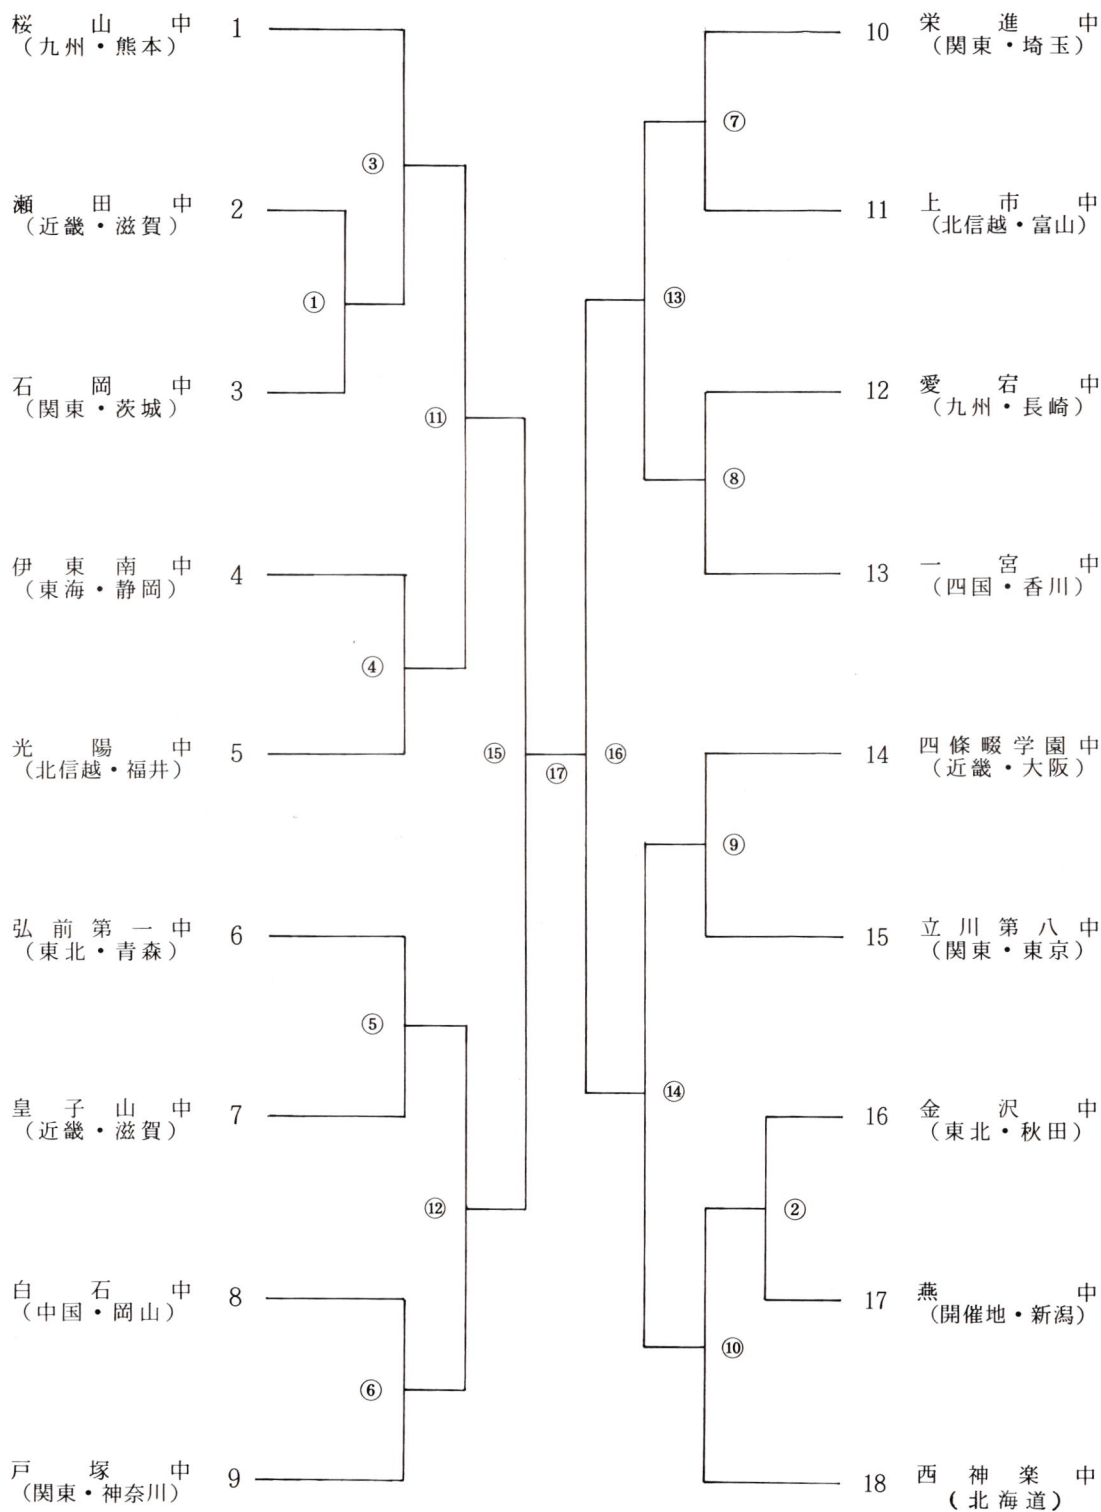 桜山中 1
（九州・熊本）
③
瀬田中 2
（近畿・滋賀）
①
石岡中 3
（関東・茨城）
⑪
伊東南中 4
（東海・静岡）
④
光陽中 5
（北信越・福井）
⑮
⑰
弘前第一中 6
（東北・青森）
⑤
皇子山中 7
（近畿・滋賀）
⑫
白石中 8
（中国・岡山）
⑥
戸塚中 9
（関東・神奈川）
10 栄進中
（関東・埼玉）
⑦
11 上市中
（北信越・富山）
⑬
12 愛宕中
（九州・長崎）
⑧
13 一宮中
（四国・香川）
⑯
14 四條畷学園中
（近畿・大阪）
⑨
15 立川第八中
（関東・東京）
⑭
16 金沢中
（東北・秋田）
②
17 燕中
（開催地・新潟）
⑩
18 西神楽中
（北海道）